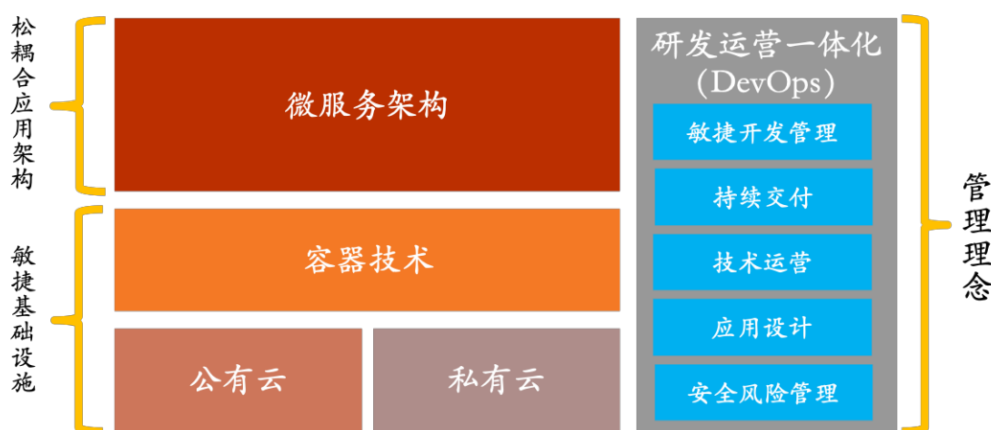 松耦合应用架构
微服务架构
敏捷基础设施
容器技术
公有云
私有云
研发运营一体化
(DevOps)
敏捷开发管理
持续交付
技术运营
应用设计
安全风险管理
管理理念